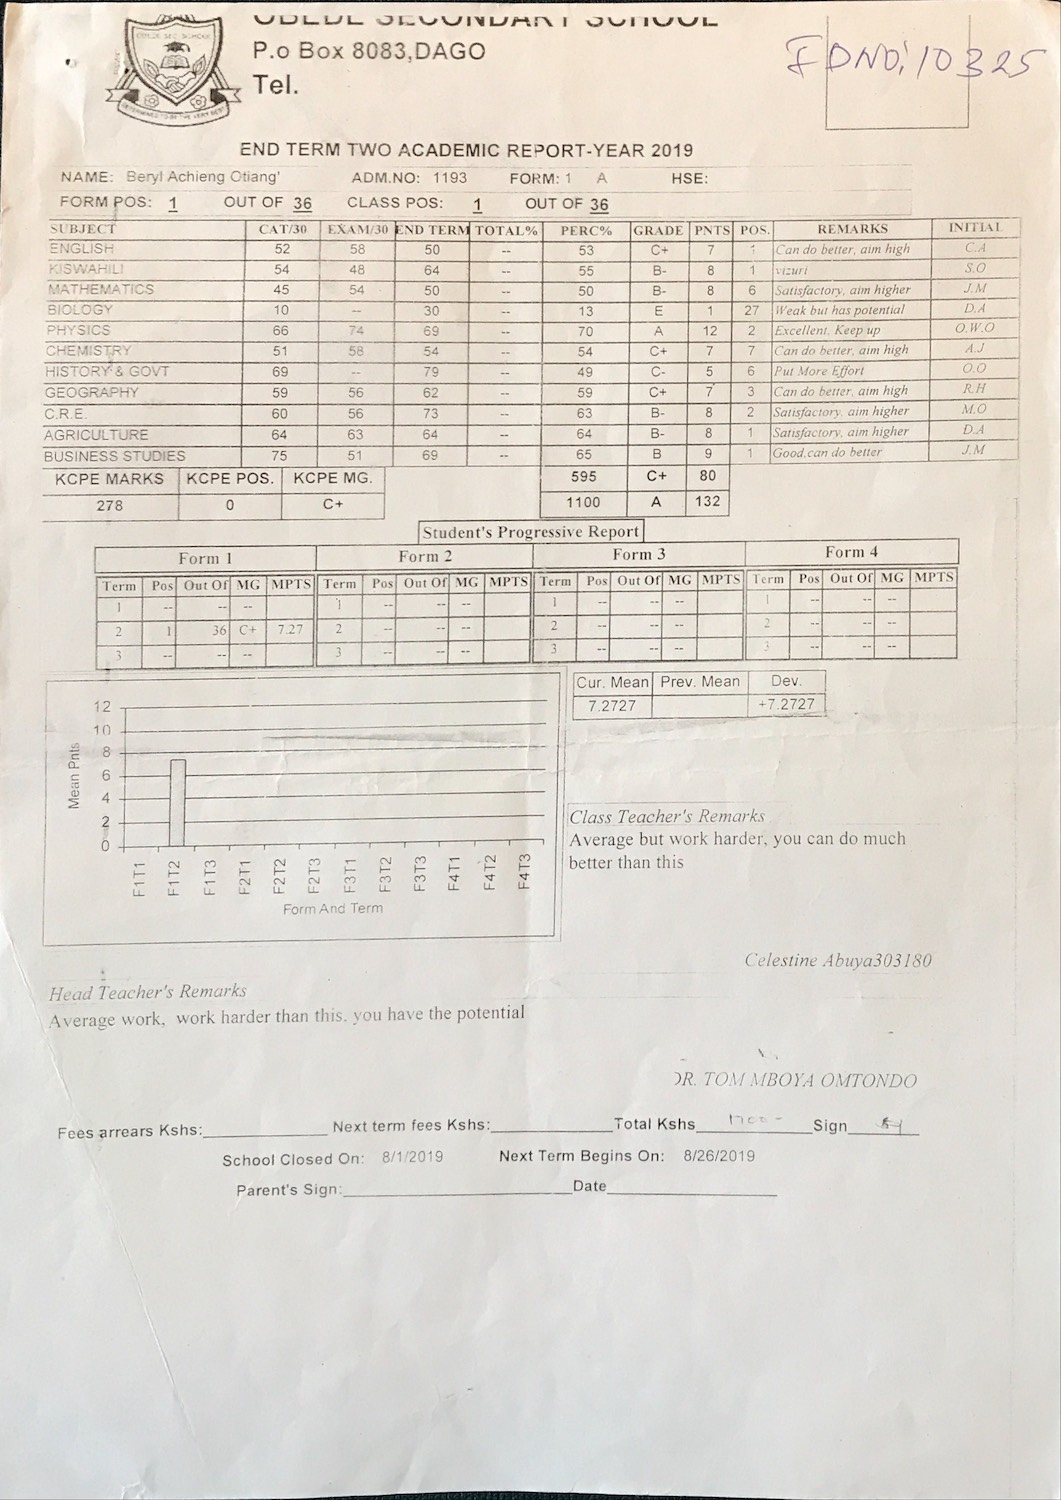 SECONDARY SCHOOL
P.o Box 8083,DAGO
Tel.
IDNO: 10325
END TERM TWO ACADEMIC REPORT-YEAR 2019
NAME: Beryl Achieng Otiang' ADM.NO: 1193 FORM: 1 A HSE:
FORM POS: 1 OUT OF 36 CLASS POS: 1 OUT OF 36
SUBJECT CAT/30 EXAM/30 END TERM TOTAL% PERC% GRADE PNTS POS. REMARKS INITIAL
ENGLISH 52 58 50 -- 53 C+ 7 1 Can do better, aim high C.A
KISWAHILI 54 48 64 -- 55 B- 8 1 vizuri S.O
MATHEMATICS 45 54 50 -- 50 B- 8 6 Satisfactory, aim higher J.M
BIOLOGY 10 -- 30 -- 13 E 1 27 Weak but has potential D.A
PHYSICS 66 74 69 -- 70 A 12 2 Excellent. Keep up O.W.O
CHEMISTRY 51 58 54 -- 54 C+ 7 7 Can do better, aim high A.J
HISTORY & GOVT 69 -- 79 -- 49 C- 5 6 Put More Effort O.O
GEOGRAPHY 59 56 62 -- 59 C+ 7 3 Can do better, aim high R.H
C.R.E. 60 56 73 -- 63 B- 8 2 Satisfactory, aim higher M.O
AGRICULTURE 64 63 64 -- 64 B- 8 1 Satisfactory, aim higher D.A
BUSINESS STUDIES 75 51 69 -- 65 B 9 1 Good.can do better J.M
KCPE MARKS KCPE POS. KCPE MG. 595 C+ 80
278 0 C+ 1100 A 132
Student's Progressive Report
Form 1 Form 2 Form 3 Form 4
Term Pos Out Of MG MPTS Term Pos Out Of MG MPTS Term Pos Out Of MG MPTS Term Pos Out Of MG MPTS
1 -- -- -- 1 -- -- -- 1 -- -- -- 1 -- -- --
2 1 36 C+ 7.27 2 -- -- -- 2 -- -- -- 2 -- -- --
3 -- -- -- 3 -- -- -- 3 -- -- -- 3 -- -- --
Cur. Mean Prev. Mean Dev.
7.2727 +7.2727
Mean Pnts
12
10
8
6
4
2
0
F1T1 F1T2 F1T3 F2T1 F2T2 F2T3 F3T1 F3T2 F3T3 F4T1 F4T2 F4T3
Form And Term
Class Teacher's Remarks
Average but work harder, you can do much
better than this
Celestine Abuya303180
Head Teacher's Remarks
Average work, work harder than this. you have the potential
DR. TOM MBOYA OMTONDO
Fees arrears Kshs: Next term fees Kshs: Total Kshs 1700 - Sign
School Closed On: 8/1/2019 Next Term Begins On: 8/26/2019
Parent's Sign: Date